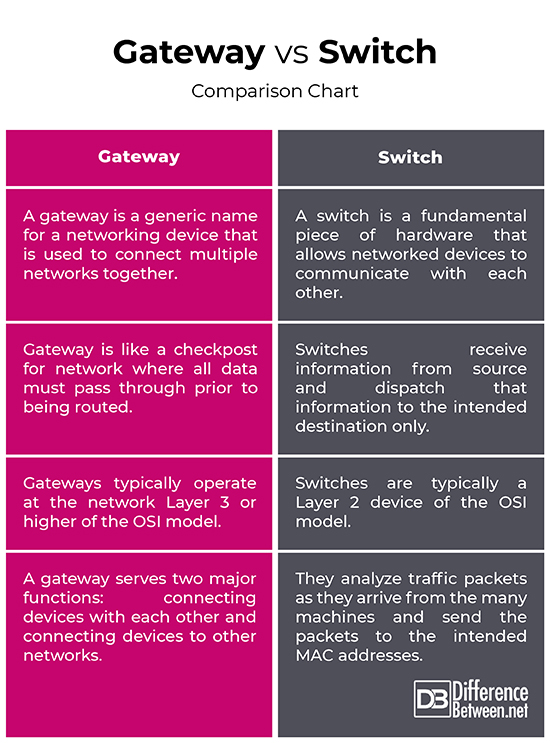 Gateway vs Switch
Comparison Chart
Gateway
Switch
A gateway is a generic name
for a networking device that
is used to connect multiple
networks together.
A switch is a fundamental
piece of hardware that
allows networked devices to
communicate with each
other.
Gateway is like a checkpost
for network where all data
must pass through prior to
being routed.
Switches receive
information from source
and dispatch that
information to the intended
destination only.
Gateways typically operate
at the network Layer 3 or
higher of the OSI model.
Switches are typically a
Layer 2 device of the OSI
model.
A gateway serves two major
functions: connecting
devices with each other and
connecting devices to other
networks.
They analyze traffic packets
as they arrive from the many
machines and send the
packets to the intended
MAC addresses.
DB Difference
Between.net